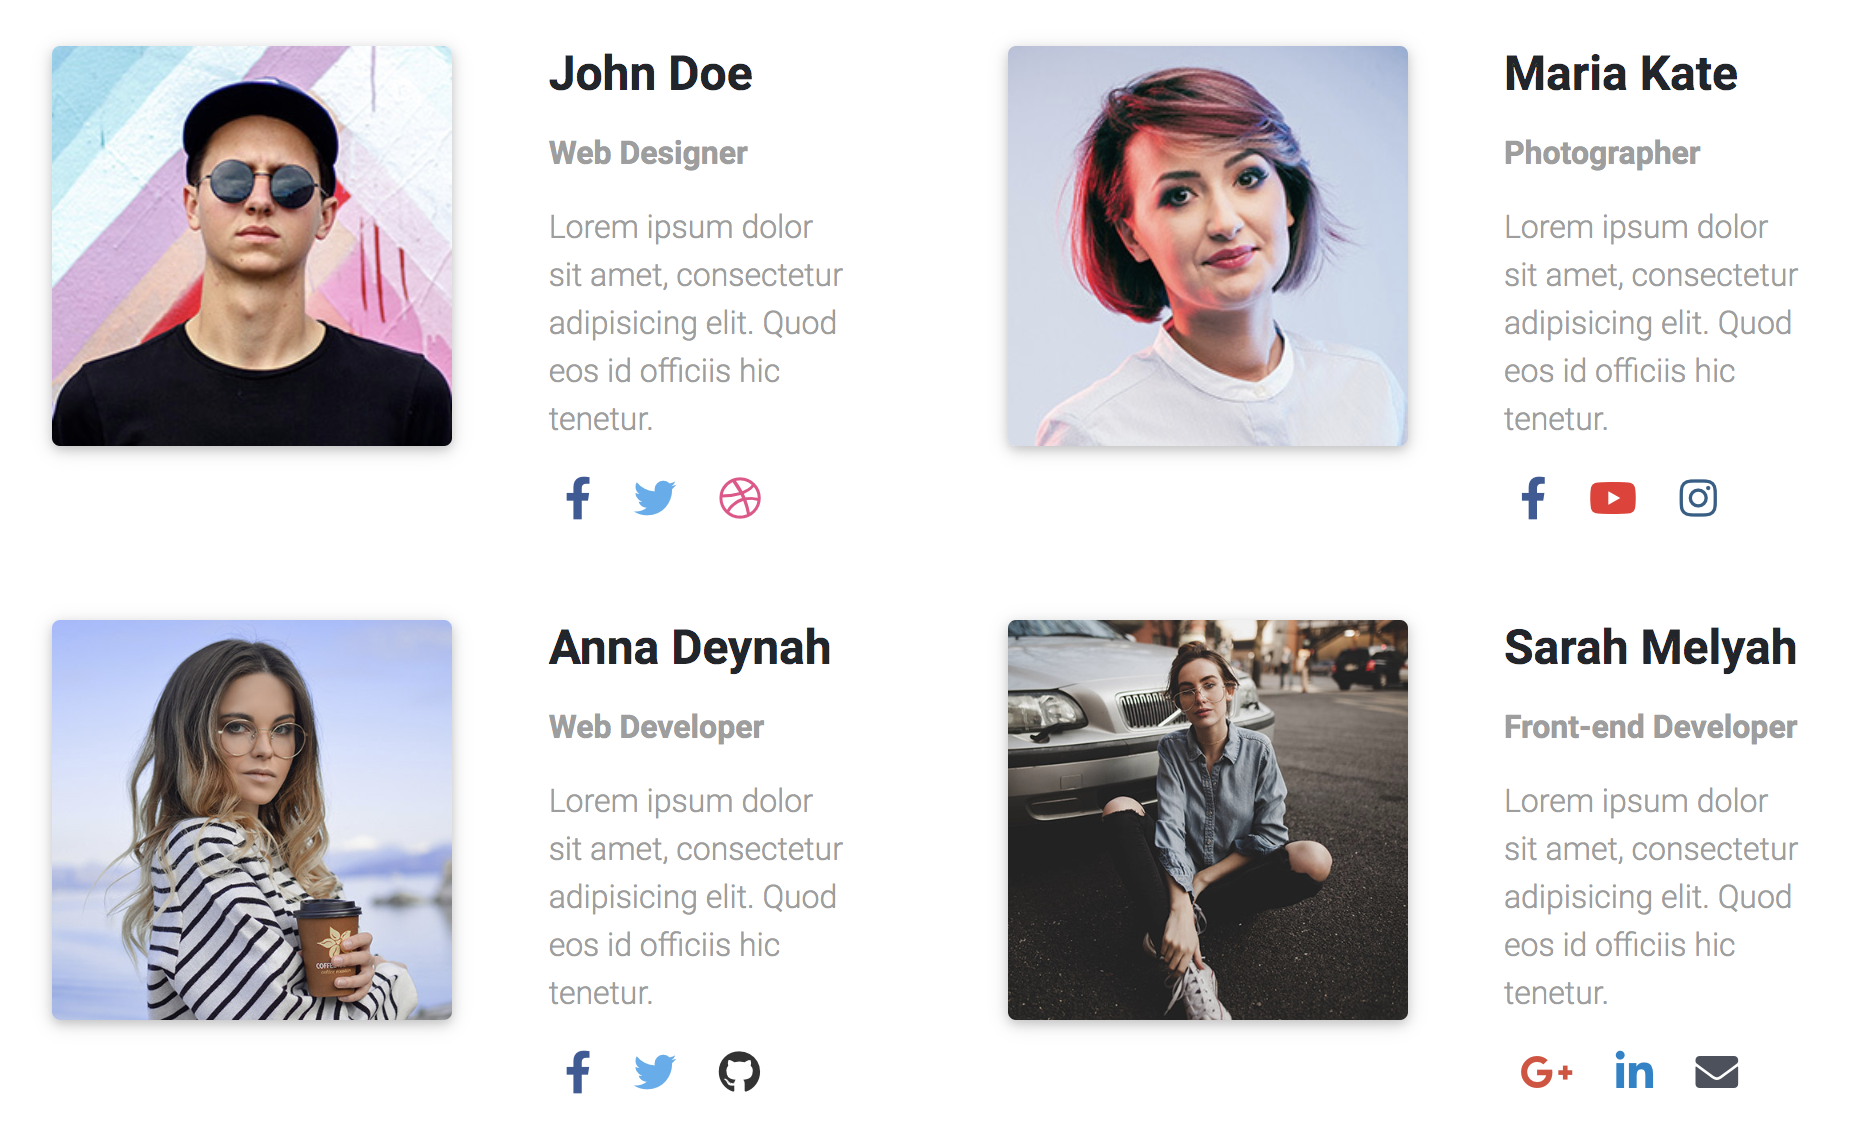 John Doe
Web Designer
Lorem ipsum dolor
sit amet, consectetur
adipisicing elit. Quod
eos id officiis hic
tenetur.
Maria Kate
Photographer
Lorem ipsum dolor
sit amet, consectetur
adipisicing elit. Quod
eos id officiis hic
tenetur.
Anna Deynah
Web Developer
Lorem ipsum dolor
sit amet, consectetur
adipisicing elit. Quod
eos id officiis hic
tenetur.
Sarah Melyah
Front-end Developer
Lorem ipsum dolor
sit amet, consectetur
adipisicing elit. Quod
eos id officiis hic
tenetur.
G+
in